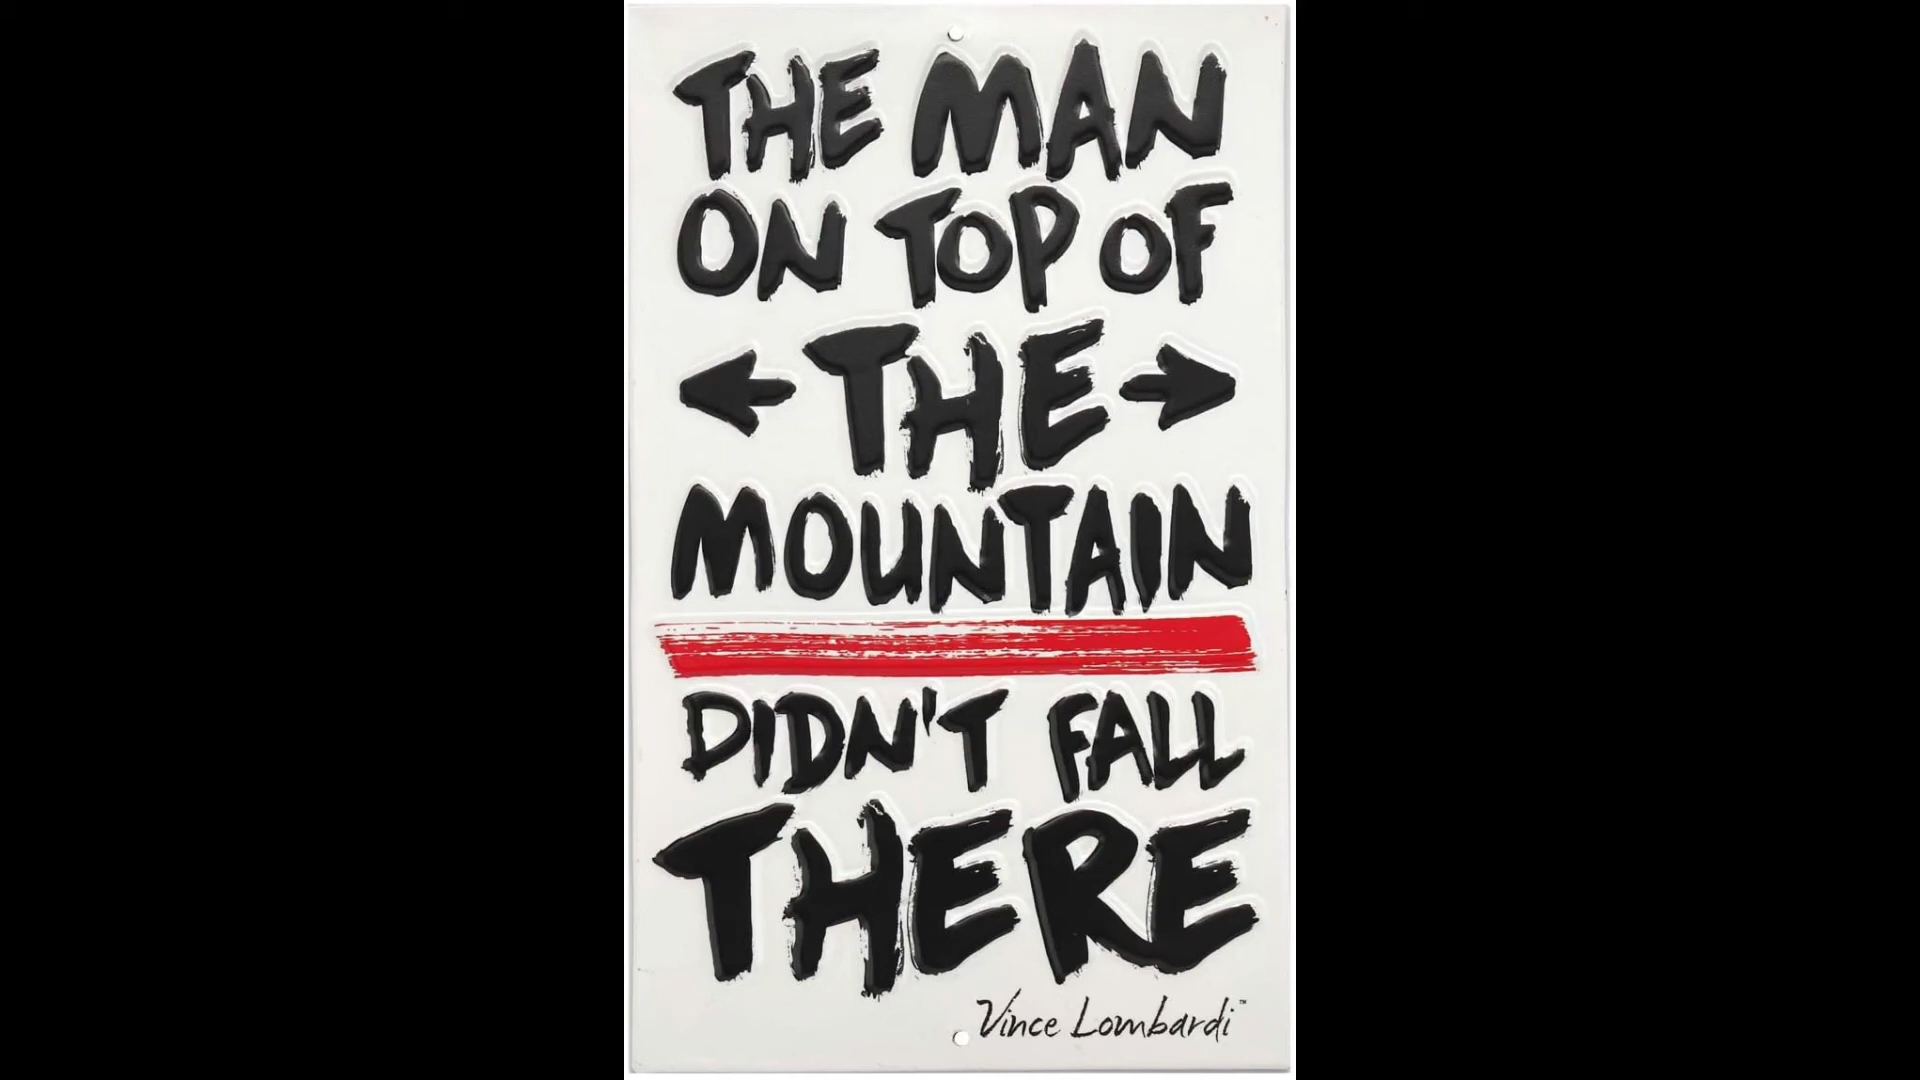 THE MAN
ON TOP OF
THE
MOUNTAIN
DIDN'T FALL
THERE
Vince Lombardi™